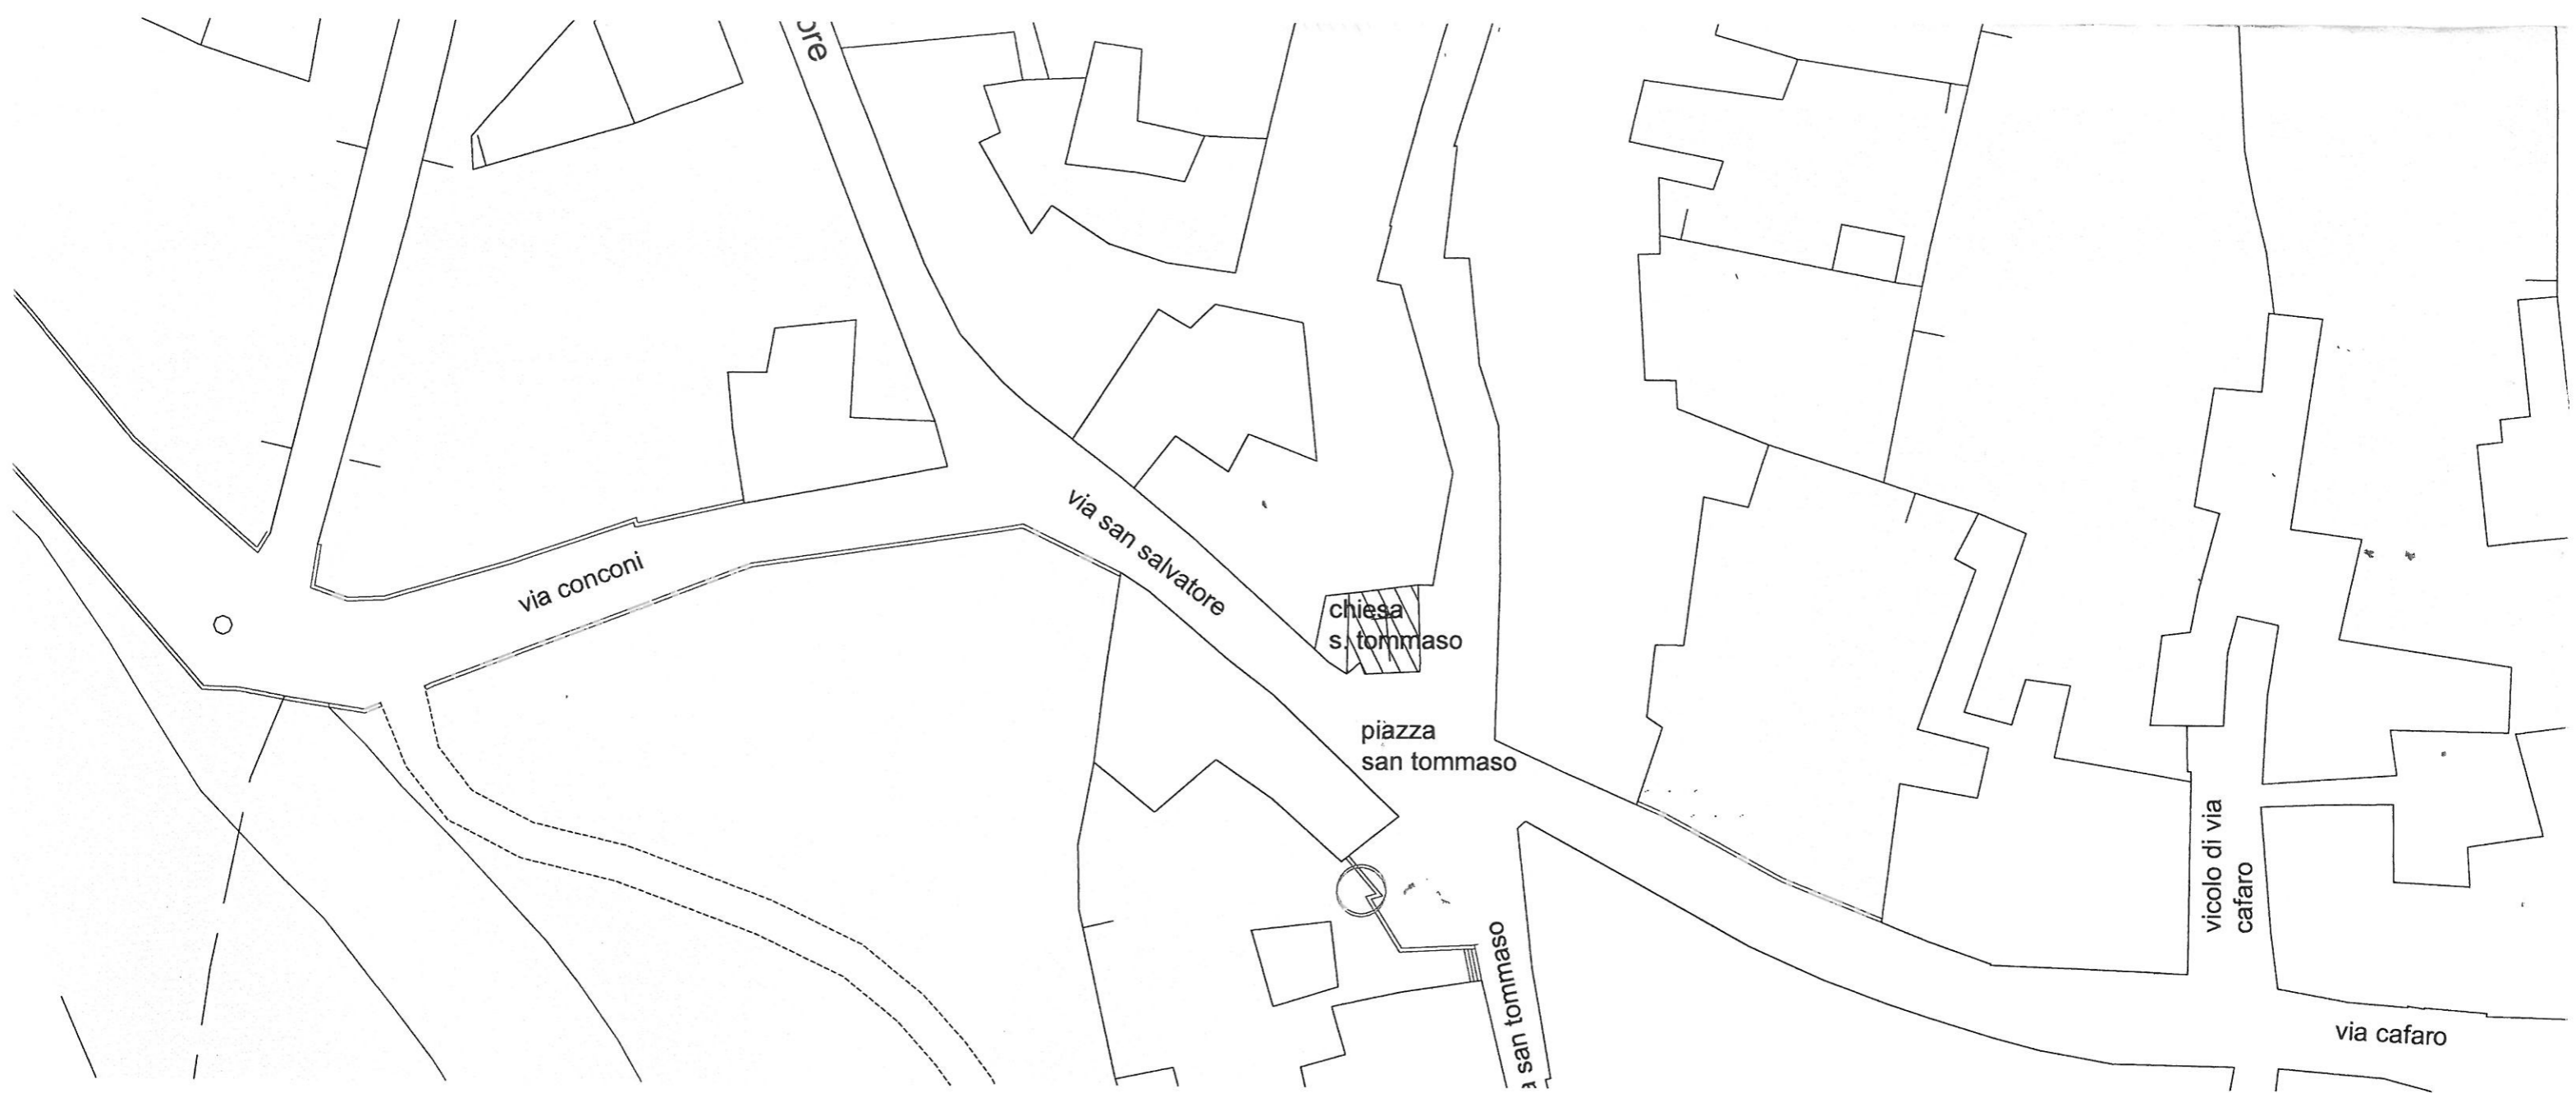 ore
via san salvatore
via conconi
chiesa
s. tommaso
piazza
san tommaso
vicolo di via
cafaro
a san tommaso
via cafaro